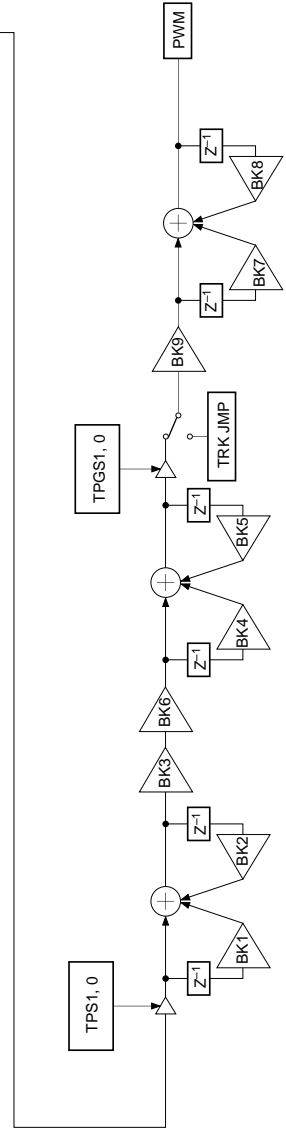 TPS1, 0
Z–1
BK1
Z–1
BK2
BK3
BK6
Z–1
BK4
Z–1
BK5
TPGS1, 0
TRK JMP
BK9
Z–1
BK7
Z–1
BK8
PWM